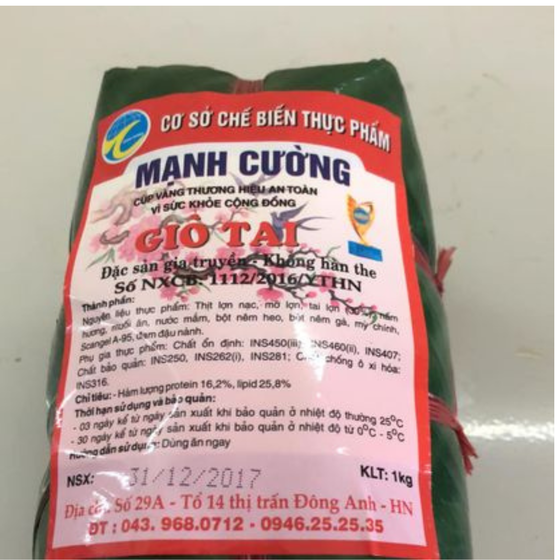 CƠ SỞ CHẾ BIẾN THỰC PHẨM
MẠNH CƯỜNG
CÚP VÀNG THƯƠNG HIỆU AN TOÀN
VÌ SỨC KHỎE CỘNG ĐỒNG
GIÒ TAI
Đặc sản gia truyền - Không hàn the
Số NXCB: 1112/2016/YTHN
Thành phần:
Nguyên liệu thực phẩm: Thịt lợn nạc, mỡ lợn, tai lợn nấm
hương, muối ăn, nước mắm, bột nêm heo, bột nêm gà, mỳ chính,
Scangel A-95, đạm đậu nành.
Phụ gia thực phẩm: Chất ổn định: INS450(iii), INS460(ii), INS407;
Chất bảo quản: INS250, INS262(i), INS281; Chất chống ô xi hóa:
INS316.
Chỉ tiêu: - Hàm lượng protein 16,2%, lipid 25,8%
Thời hạn sử dụng và bảo quản:
- 03 ngày kể từ ngày sản xuất khi bảo quản ở nhiệt độ thường 25⁰C
- 30 ngày kể từ ngày sản xuất khi bảo quản ở nhiệt độ từ 0⁰C - 5⁰C
Hướng dẫn sử dụng: Dùng ăn ngay
NSX: 31/12/2017 KLT: 1kg
Địa chỉ: Số 29A - Tổ 14 thị trấn Đông Anh - HN
ĐT : 043. 968.0712 - 0946.25.25.35